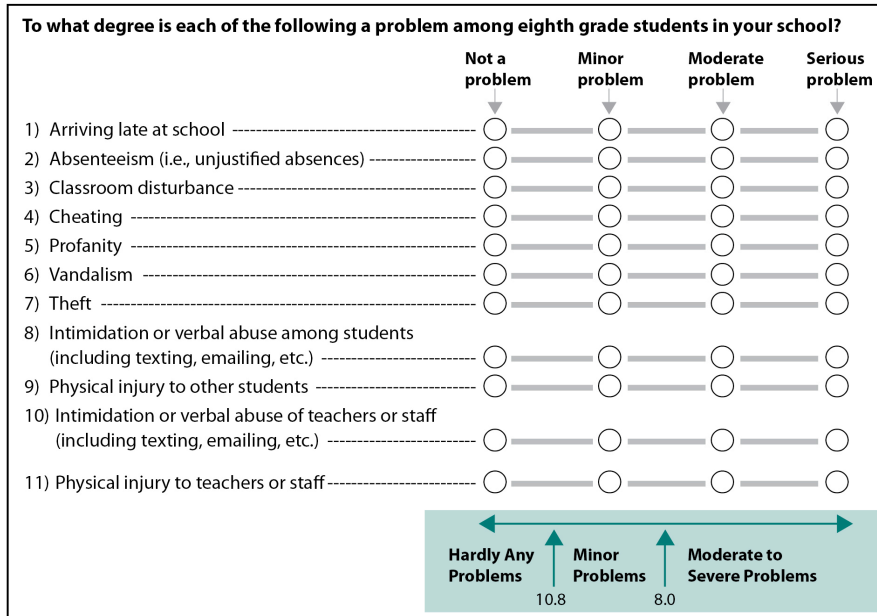 To what degree is each of the following a problem among eighth grade students in your school?
Not a problem
Minor problem
Moderate problem
Serious problem
1) Arriving late at school
2) Absenteeism (i.e., unjustified absences)
3) Classroom disturbance
4) Cheating
5) Profanity
6) Vandalism
7) Theft
8) Intimidation or verbal abuse among students
(including texting, emailing, etc.)
9) Physical injury to other students
10) Intimidation or verbal abuse of teachers or staff
(including texting, emailing, etc.)
11) Physical injury to teachers or staff
Hardly Any Problems
Minor Problems
Moderate to Severe Problems
10.8
8.0